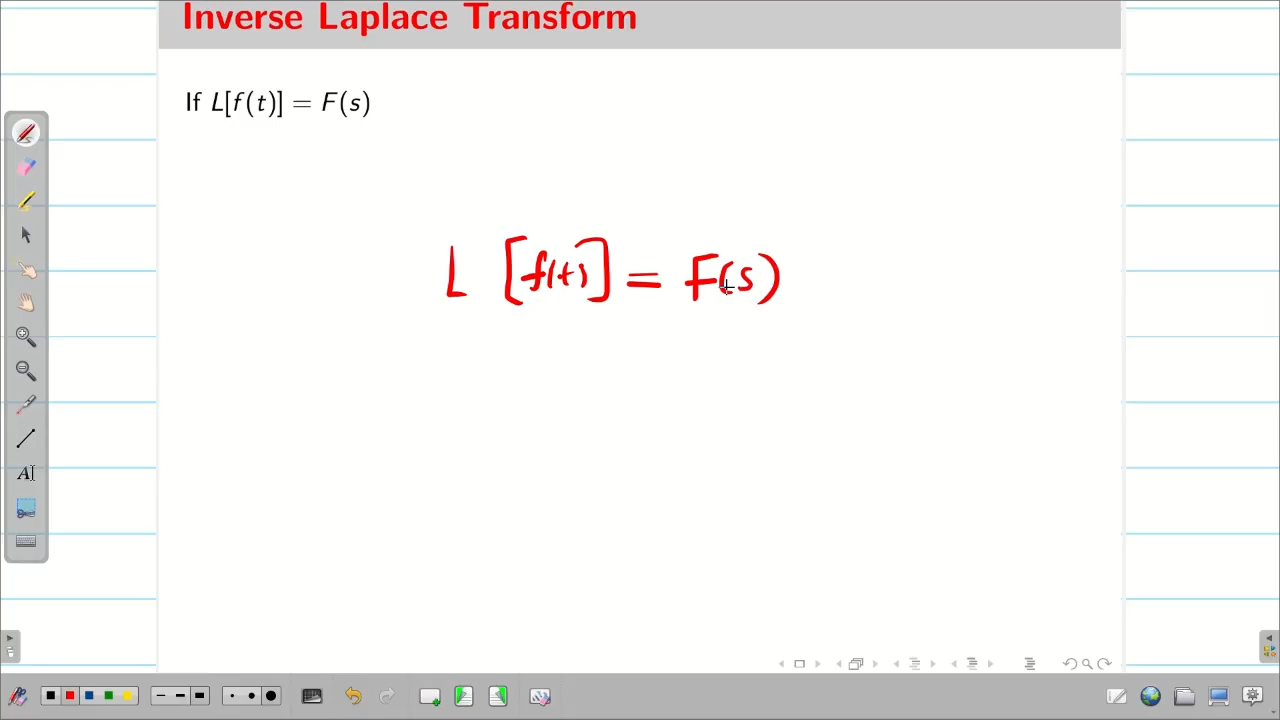 Inverse Laplace Transform
If L[f(t)] = F(s)
L [f(t)] = F(s)